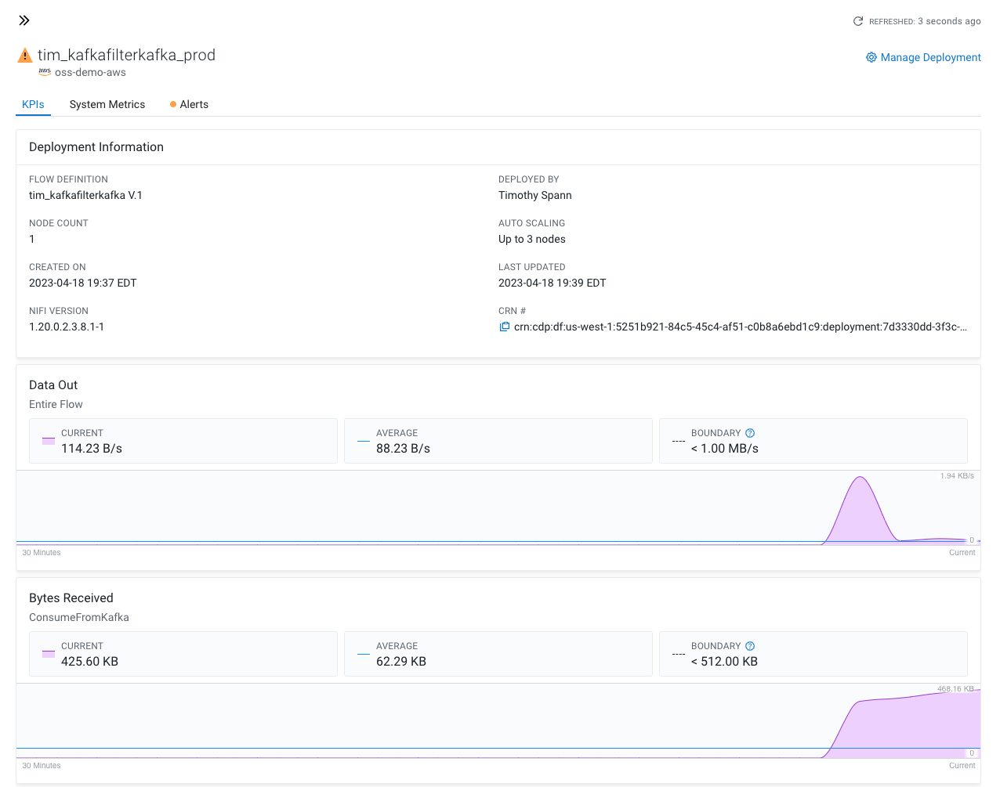 REFRESHED: 3 seconds ago
tim_kafkafilterkafka_prod
Manage Deployment
aws oss-demo-aws
KPIs System Metrics Alerts
Deployment Information
FLOW DEFINITION
tim_kafkafilterkafka V.1
DEPLOYED BY
Timothy Spann
NODE COUNT
1
AUTO SCALING
Up to 3 nodes
CREATED ON
2023-04-18 19:37 EDT
LAST UPDATED
2023-04-18 19:39 EDT
NIFI VERSION
1.20.0.2.3.8.1-1
CRN #
crn:cdp:df:us-west-1:5251b921-84c5-45c4-af51-c0b8a6ebd1c9:deployment:7d3330dd-3f3c-...
Data Out
Entire Flow
CURRENT
114.23 B/s
AVERAGE
88.23 B/s
BOUNDARY ?
< 1.00 MB/s
1.94 KB/s
0
30 Minutes Current
Bytes Received
ConsumeFromKafka
CURRENT
425.60 KB
AVERAGE
62.29 KB
BOUNDARY ?
< 512.00 KB
468.16 KB
0
30 Minutes Current